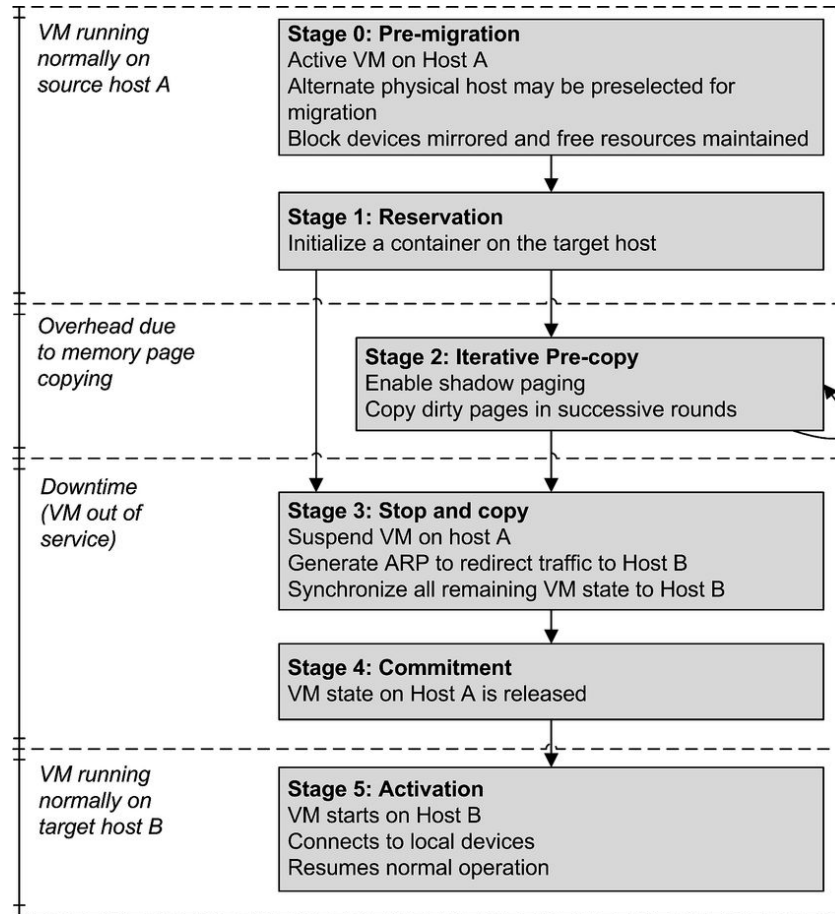 VM running
normally on
source host A
Stage 0: Pre-migration
Active VM on Host A
Alternate physical host may be preselected for
migration
Block devices mirrored and free resources maintained
Stage 1: Reservation
Initialize a container on the target host
Overhead due
to memory page
copying
Stage 2: Iterative Pre-copy
Enable shadow paging
Copy dirty pages in successive rounds
Downtime
(VM out of
service)
Stage 3: Stop and copy
Suspend VM on host A
Generate ARP to redirect traffic to Host B
Synchronize all remaining VM state to Host B
Stage 4: Commitment
VM state on Host A is released
VM running
normally on
target host B
Stage 5: Activation
VM starts on Host B
Connects to local devices
Resumes normal operation